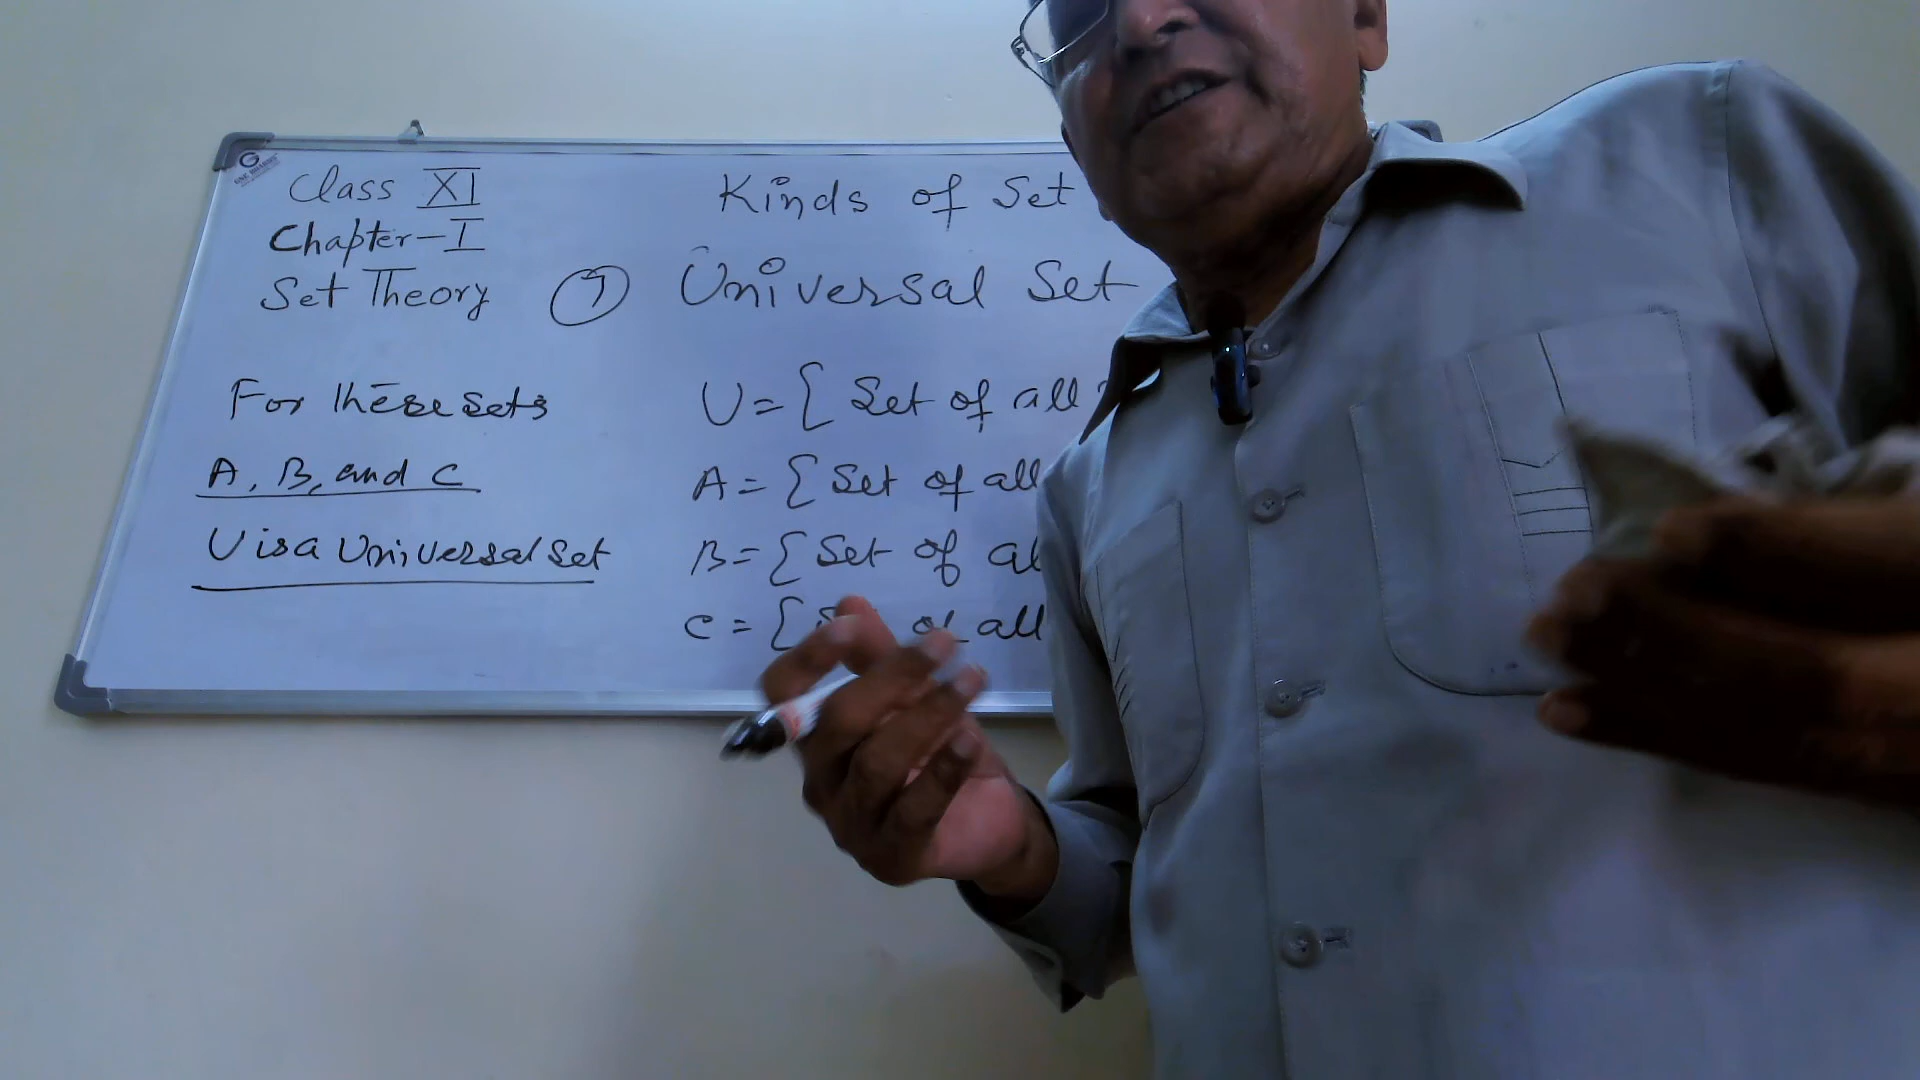 Class XI
Chapter-I
Set Theory
Kinds of Set
7 Universal Set
For these sets
A, B, and C
U is a Universal Set
U = { Set of all
A = { Set of all
B = { Set of
C = { of all